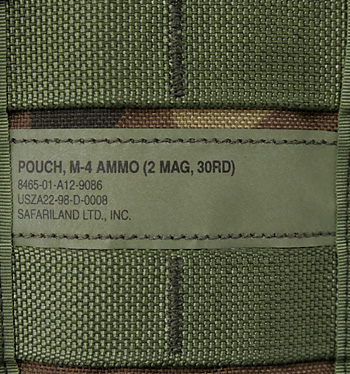 POUCH, M-4 AMMO (2 MAG, 30RD)
8465-01-A12-9086
USZA22-98-D-0008
SAFARILAND LTD., INC.